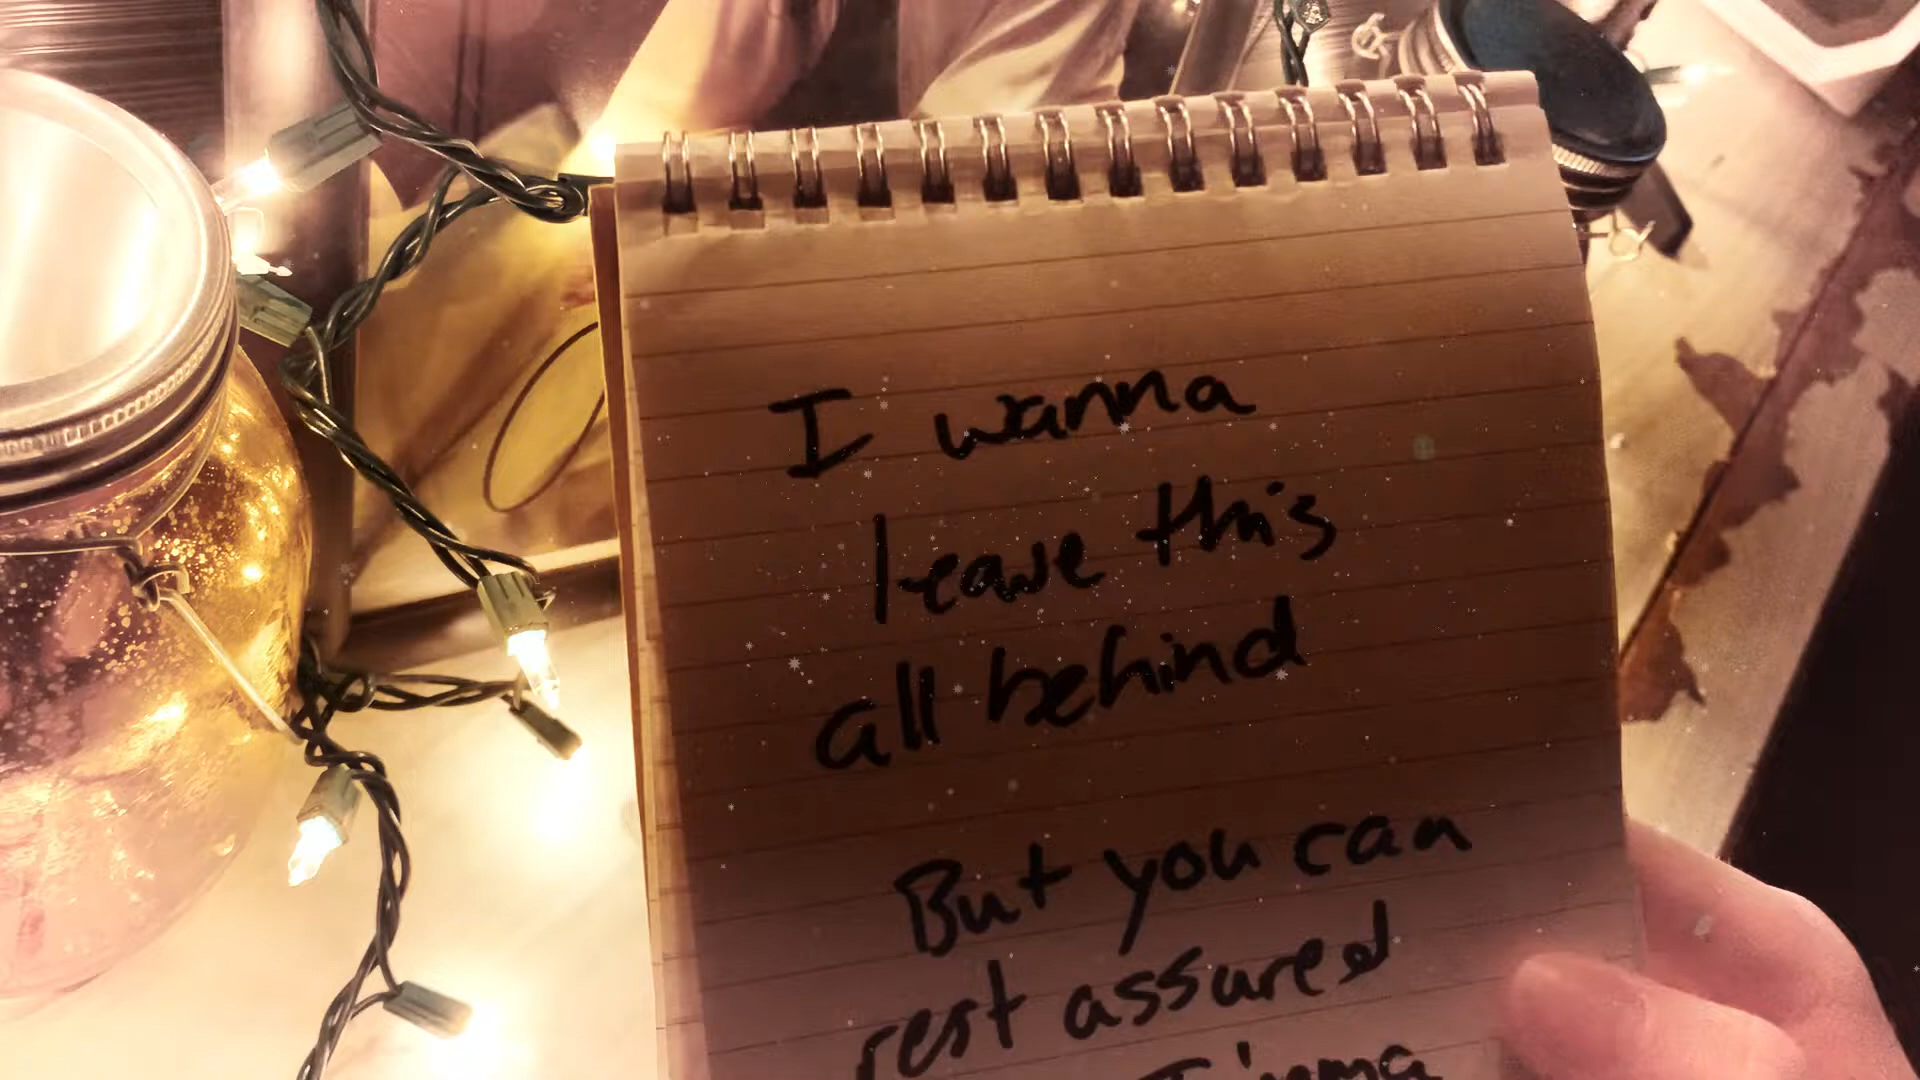 I wanna
leave this
all behind
But you can
rest assured